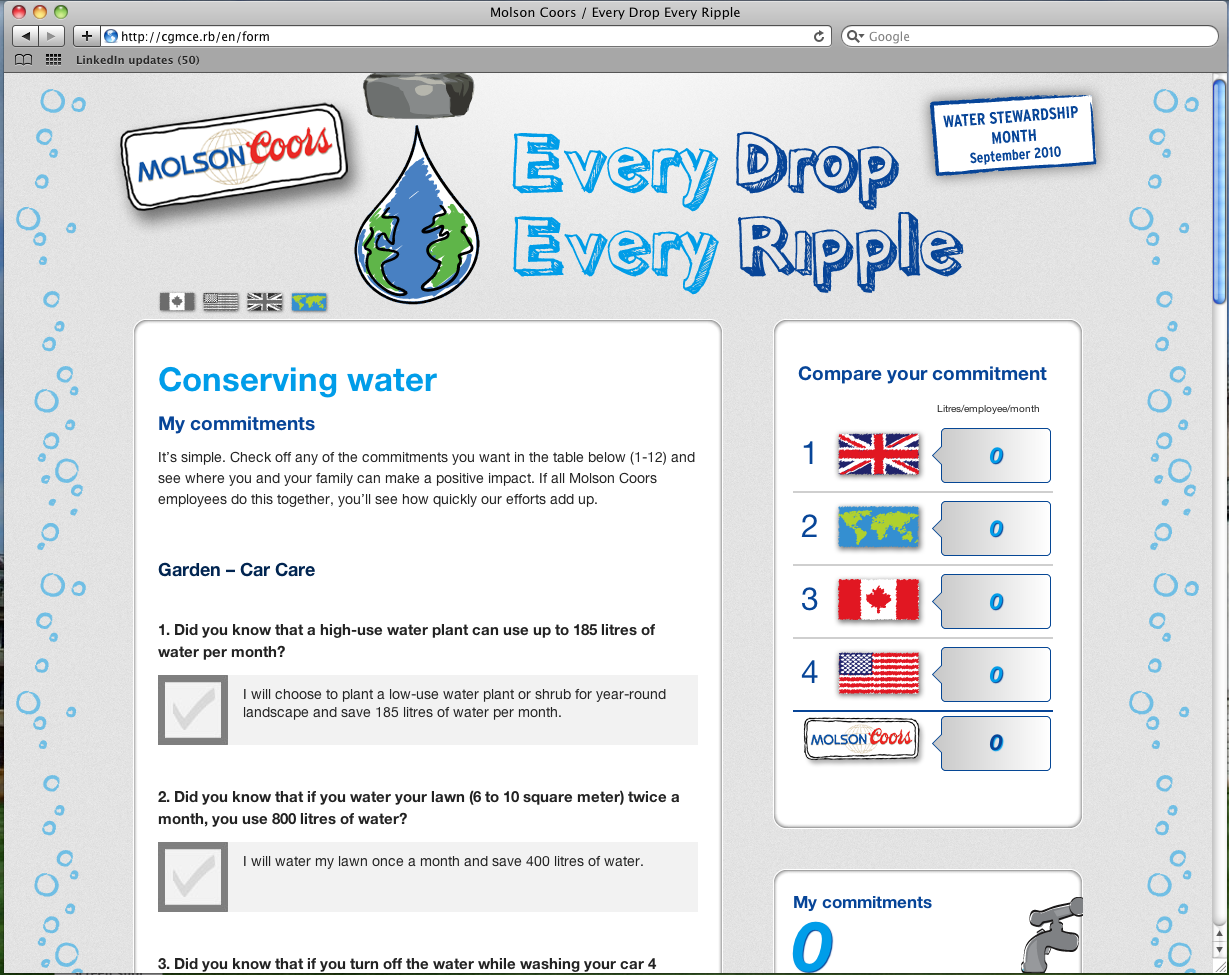 Molson Coors / Every Drop Every Ripple
http://cgmce.rb/en/form
Google
LinkedIn updates (50)
MOLSON Coors
Every Drop
Every Ripple
WATER STEWARDSHIP
MONTH
September 2010
Conserving water
My commitments
It's simple. Check off any of the commitments you want in the table below (1-12) and
see where you and your family can make a positive impact. If all Molson Coors
employees do this together, you'll see how quickly our efforts add up.
Garden – Car Care
1. Did you know that a high-use water plant can use up to 185 litres of
water per month?
I will choose to plant a low-use water plant or shrub for year-round
landscape and save 185 litres of water per month.
2. Did you know that if you water your lawn (6 to 10 square meter) twice a
month, you use 800 litres of water?
I will water my lawn once a month and save 400 litres of water.
3. Did you know that if you turn off the water while washing your car 4
Compare your commitment
Litres/employee/month
1 0
2 0
3 0
4 0
MOLSON Coors 0
My commitments
0